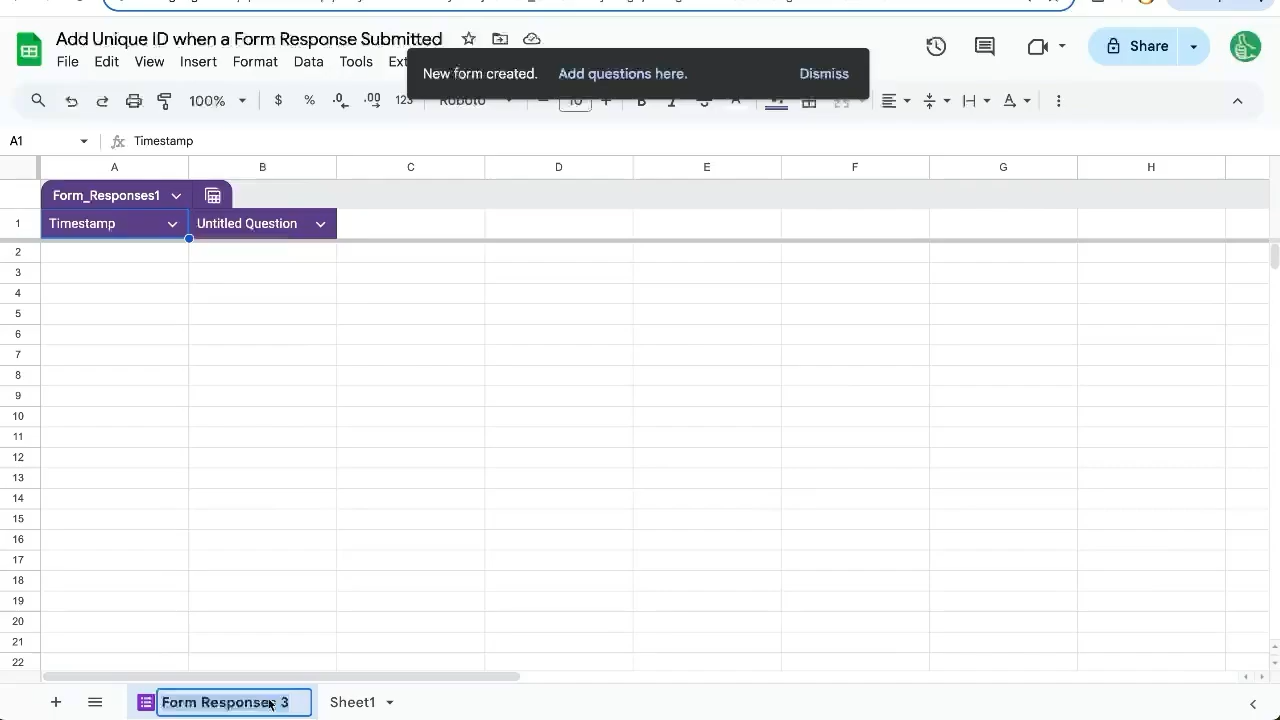 Add Unique ID when a Form Response Submitted
File Edit View Insert Format Data Tools Ext
New form created. Add questions here. Dismiss
Share
100% $ % .0 .00 123 Roboto 10 B I S A
A1 fx Timestamp
A B C D E F G H
Form_Responses1
1 Timestamp Untitled Question
2
3
4
5
6
7
8
9
10
11
12
13
14
15
16
17
18
19
20
21
22
Form Responses 3 Sheet1